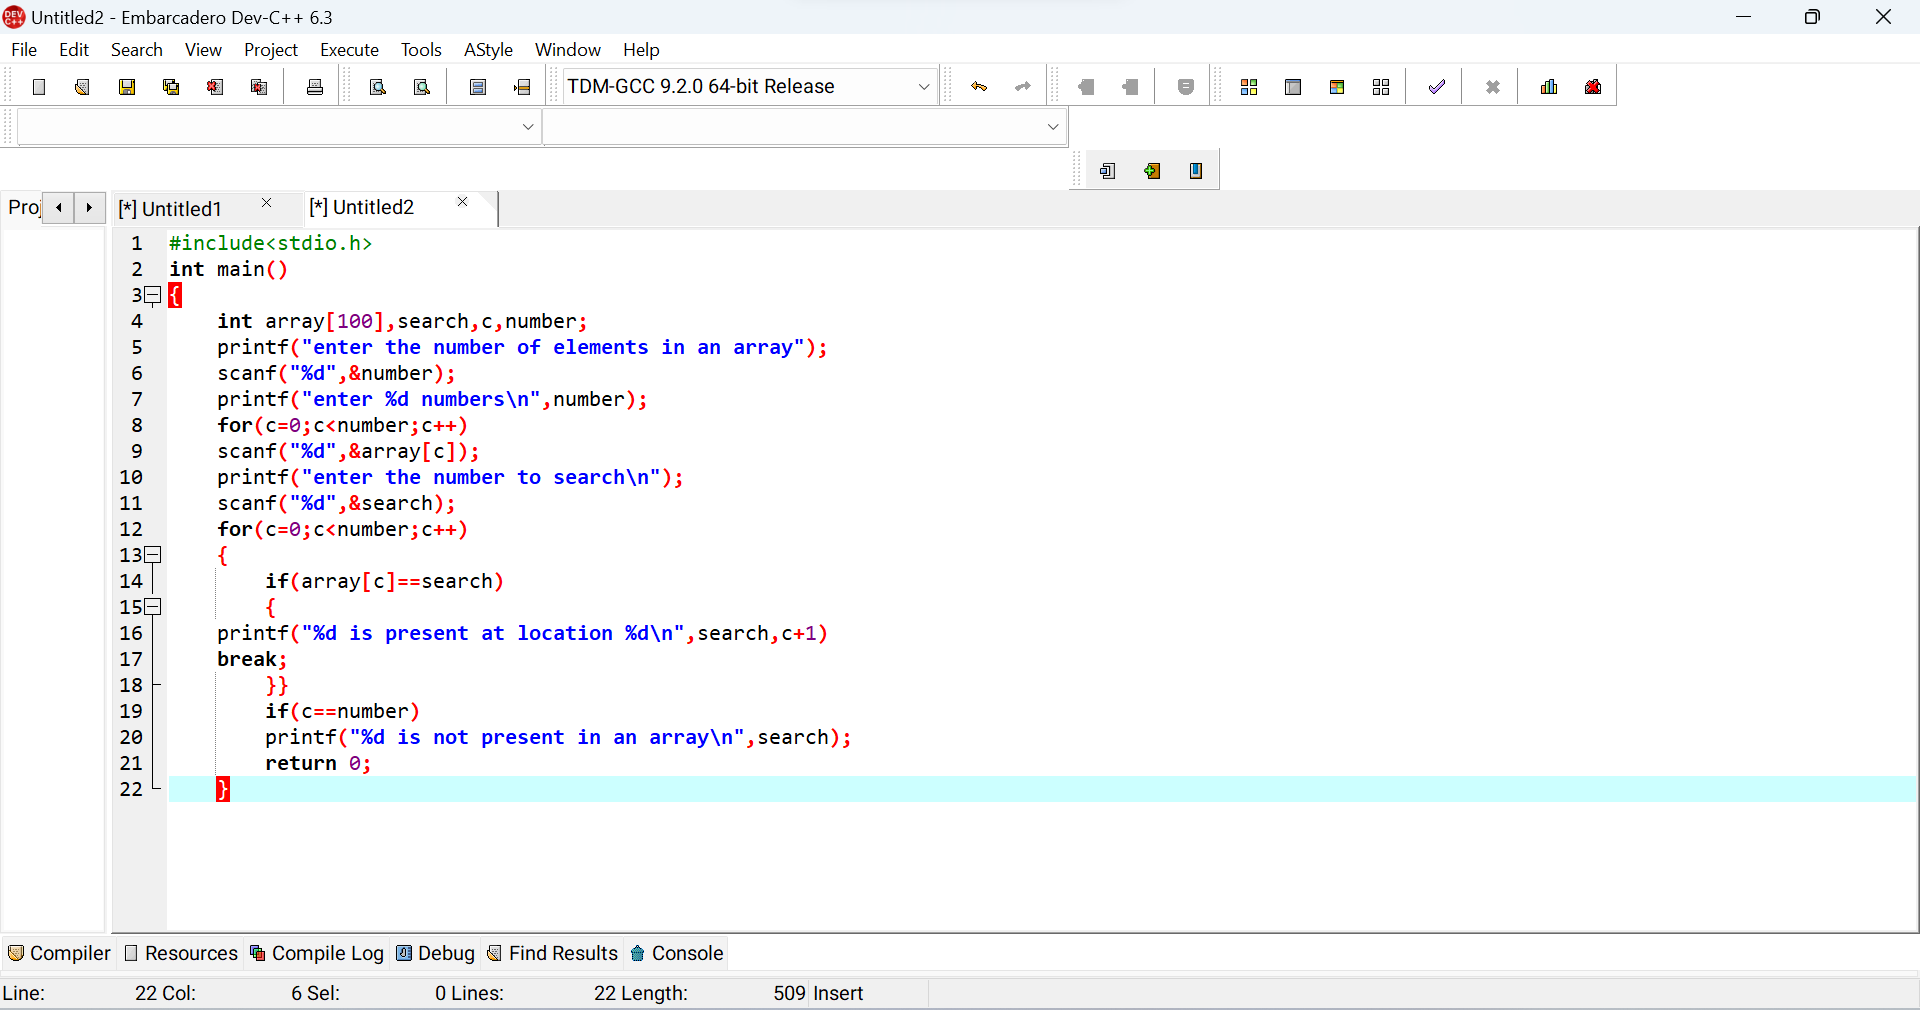 DEV C++ Untitled2 - Embarcadero Dev-C++ 6.3
File Edit Search View Project Execute Tools AStyle Window Help
TDM-GCC 9.2.0 64-bit Release
Proj [*] Untitled1 [*] Untitled2
1 #include<stdio.h>
2 int main()
3 {
4 int array[100],search,c,number;
5 printf("enter the number of elements in an array");
6 scanf("%d",&number);
7 printf("enter %d numbers\n",number);
8 for(c=0;c<number;c++)
9 scanf("%d",&array[c]);
10 printf("enter the number to search\n");
11 scanf("%d",&search);
12 for(c=0;c<number;c++)
13 {
14 if(array[c]==search)
15 {
16 printf("%d is present at location %d\n",search,c+1)
17 break;
18 }}
19 if(c==number)
20 printf("%d is not present in an array\n",search);
21 return 0;
22 }
Compiler Resources Compile Log Debug Find Results Console
Line: 22 Col: 6 Sel: 0 Lines: 22 Length: 509 Insert